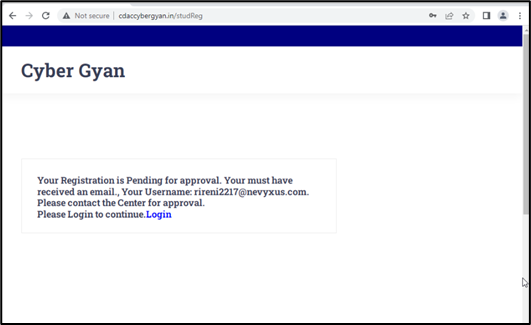 Not secure | cdaccybergyan.in/studReg
Cyber Gyan
Your Registration is Pending for approval. Your must have
received an email., Your Username: rireni2217@nevyxus.com.
Please contact the Center for approval.
Please Login to continue.Login